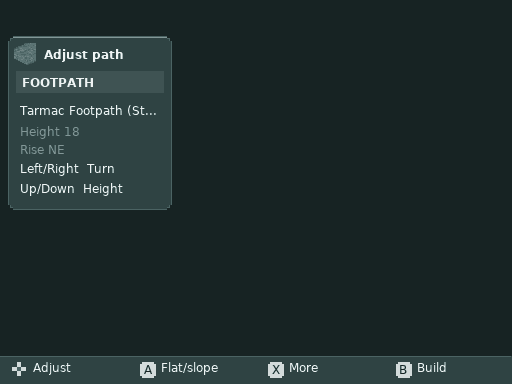 Adjust path
FOOTPATH
Tarmac Footpath (St...
Height 18
Rise NE
Left/Right Turn
Up/Down Height
Adjust
A Flat/slope
X More
B Build